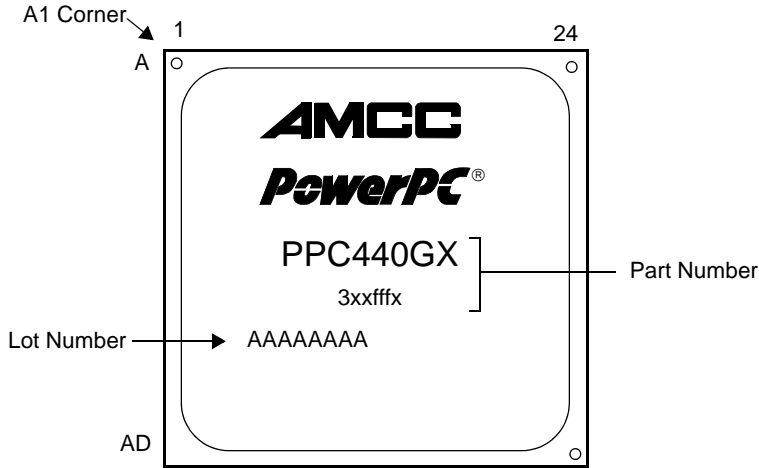 A1 Corner
1 24
A
AMCC
PowerPC®
PPC440GX
Part Number
3xxfffx
Lot Number AAAAAAAA
AD